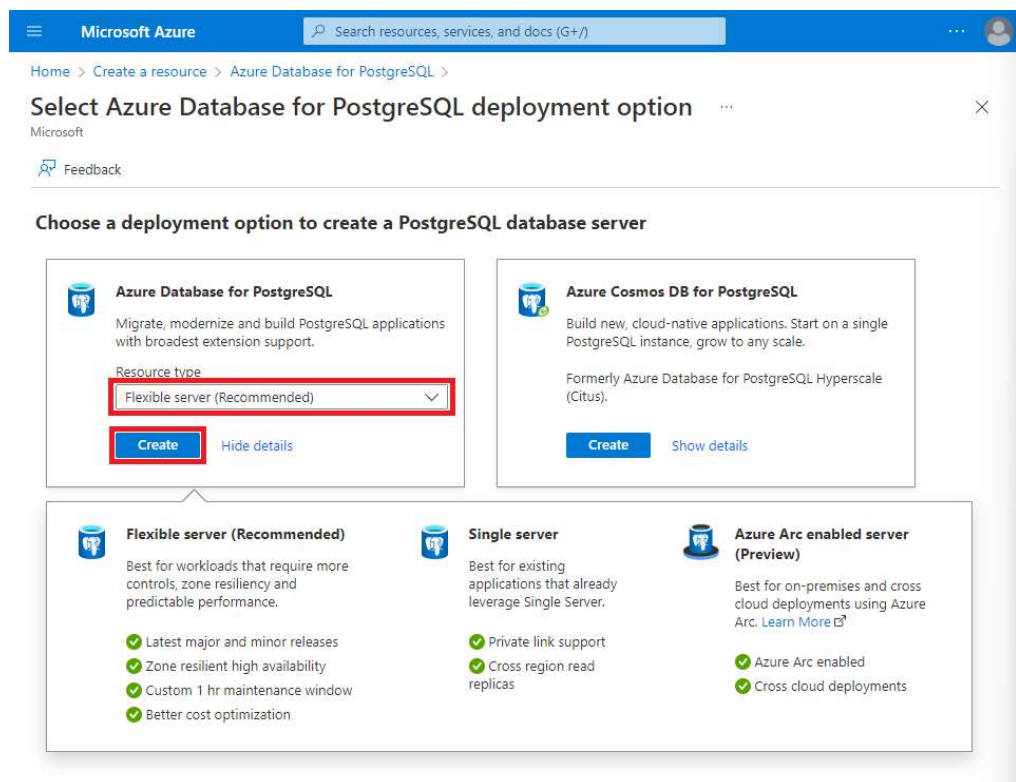 Microsoft Azure
Search resources, services, and docs (G+/)
Home > Create a resource > Azure Database for PostgreSQL >
Select Azure Database for PostgreSQL deployment option ...
Microsoft
Feedback
Choose a deployment option to create a PostgreSQL database server
Azure Database for PostgreSQL
Migrate, modernize and build PostgreSQL applications
with broadest extension support.
Resource type
Flexible server (Recommended)
Create
Hide details
Azure Cosmos DB for PostgreSQL
Build new, cloud-native applications. Start on a single
PostgreSQL instance, grow to any scale.
Formerly Azure Database for PostgreSQL Hyperscale
(Citus).
Create
Show details
Flexible server (Recommended)
Best for workloads that require more
controls, zone resiliency and
predictable performance.
Latest major and minor releases
Zone resilient high availability
Custom 1 hr maintenance window
Better cost optimization
Single server
Best for existing
applications that already
leverage Single Server.
Private link support
Cross region read
replicas
Azure Arc enabled server
(Preview)
Best for on-premises and cross
cloud deployments using Azure
Arc. Learn More
Azure Arc enabled
Cross cloud deployments